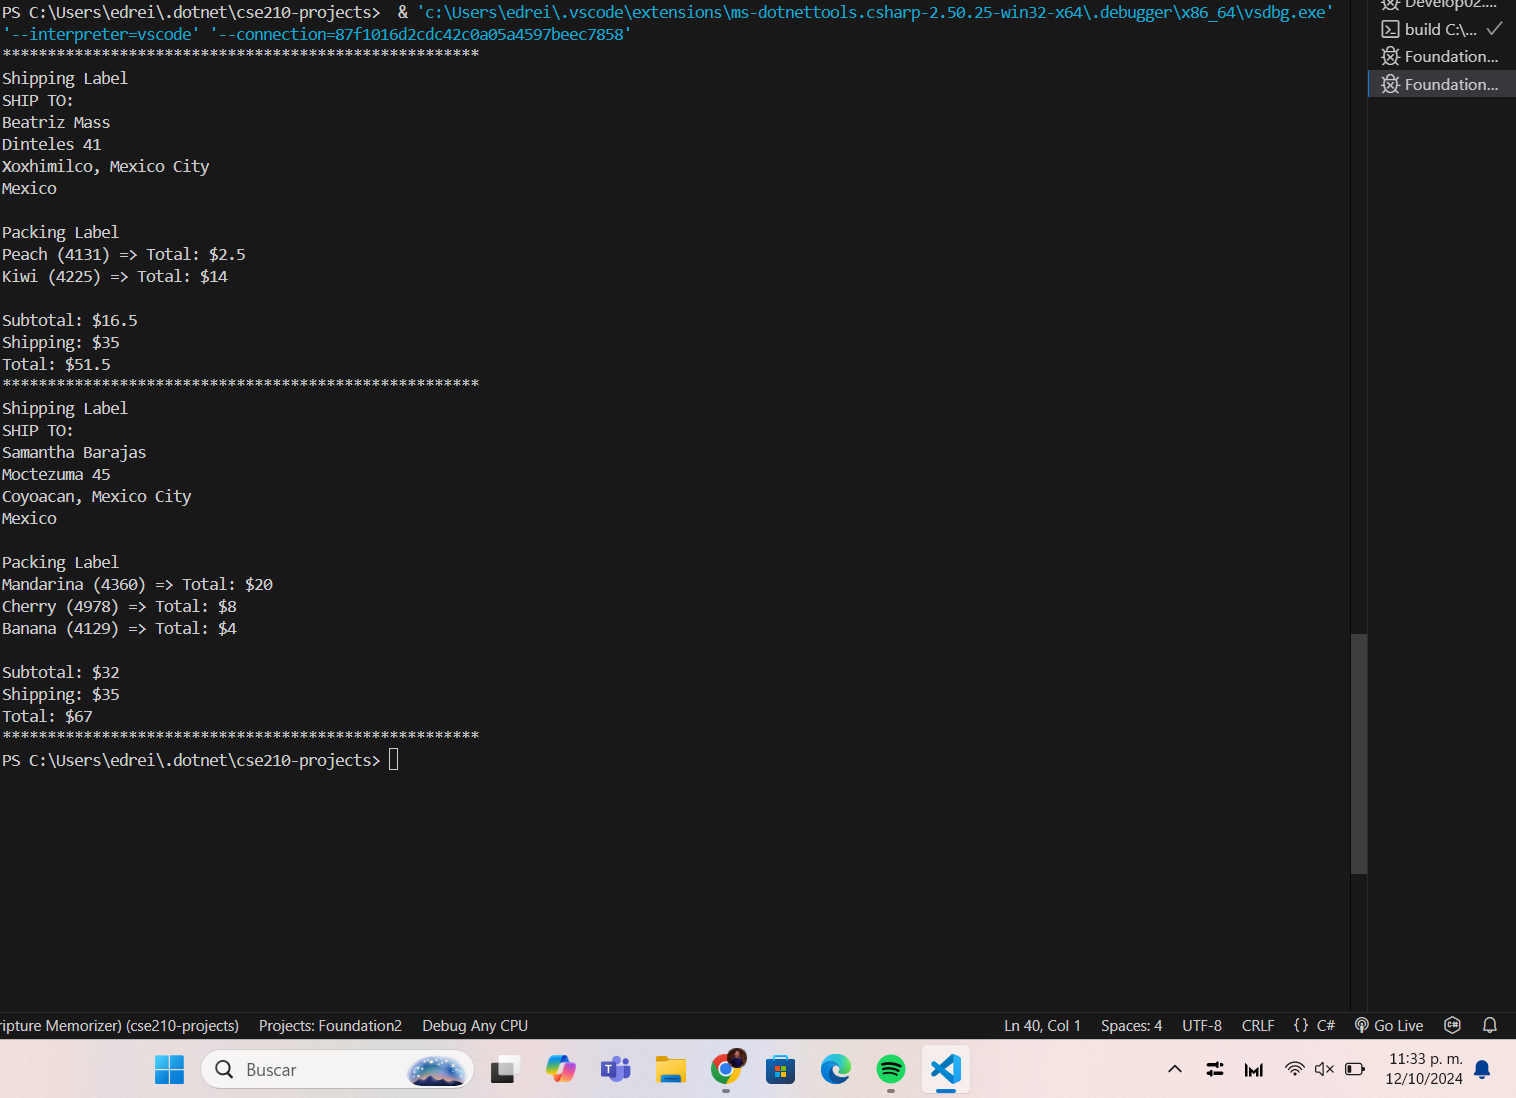 PS C:\Users\edrei\.dotnet\cse210-projects>  & 'c:\Users\edrei\.vscode\extensions\ms-dotnettools.csharp-2.50.25-win32-x64\.debugger\x86_64\vsdbg.exe'
'--interpreter=vscode' '--connection=87f1016d2cdc42c0a05a4597beec7858'
*****************************************************
Shipping Label
SHIP TO:
Beatriz Mass
Dinteles 41
Xoxhimilco, Mexico City
Mexico
Packing Label
Peach (4131) => Total: $2.5
Kiwi (4225) => Total: $14
Subtotal: $16.5
Shipping: $35
Total: $51.5
*****************************************************
Shipping Label
SHIP TO:
Samantha Barajas
Moctezuma 45
Coyoacan, Mexico City
Mexico
Packing Label
Mandarina (4360) => Total: $20
Cherry (4978) => Total: $8
Banana (4129) => Total: $4
Subtotal: $32
Shipping: $35
Total: $67
*****************************************************
PS C:\Users\edrei\.dotnet\cse210-projects>
Develop02....
build C:\...
Foundation...
Foundation...
ripture Memorizer) (cse210-projects) Projects: Foundation2 Debug Any CPU Ln 40, Col 1 Spaces: 4 UTF-8 CRLF {} C# Go Live
Buscar
11:33 p. m.
12/10/2024